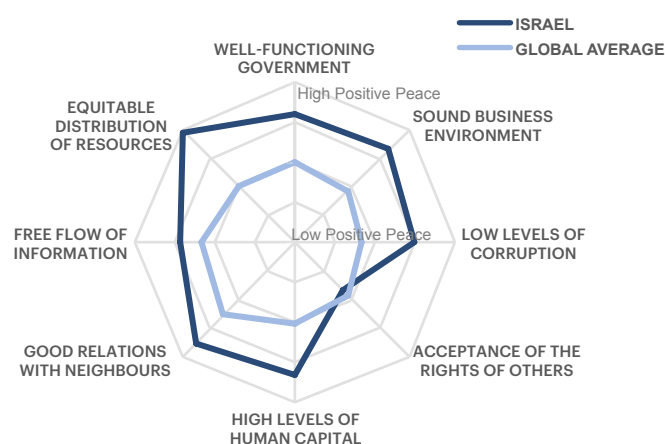 ISRAEL
GLOBAL AVERAGE
WELL-FUNCTIONING
GOVERNMENT
High Positive Peace
EQUITABLE
DISTRIBUTION
OF RESOURCES
SOUND BUSINESS
ENVIRONMENT
FREE FLOW OF
INFORMATION
Low Positive Peace
LOW LEVELS OF
CORRUPTION
GOOD RELATIONS
WITH NEIGHBOURS
ACCEPTANCE OF THE
RIGHTS OF OTHERS
HIGH LEVELS OF
HUMAN CAPITAL